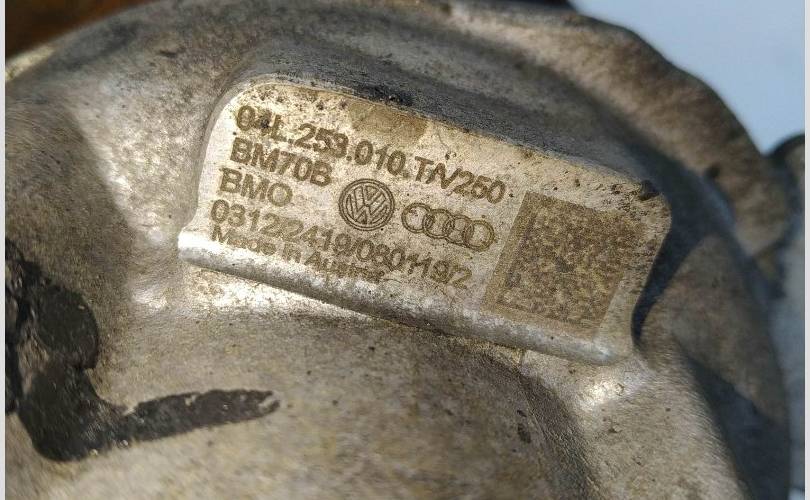 04L.253.010.T/V250
BM70B
BMO
0312/2419/080119/2
Made in Austria